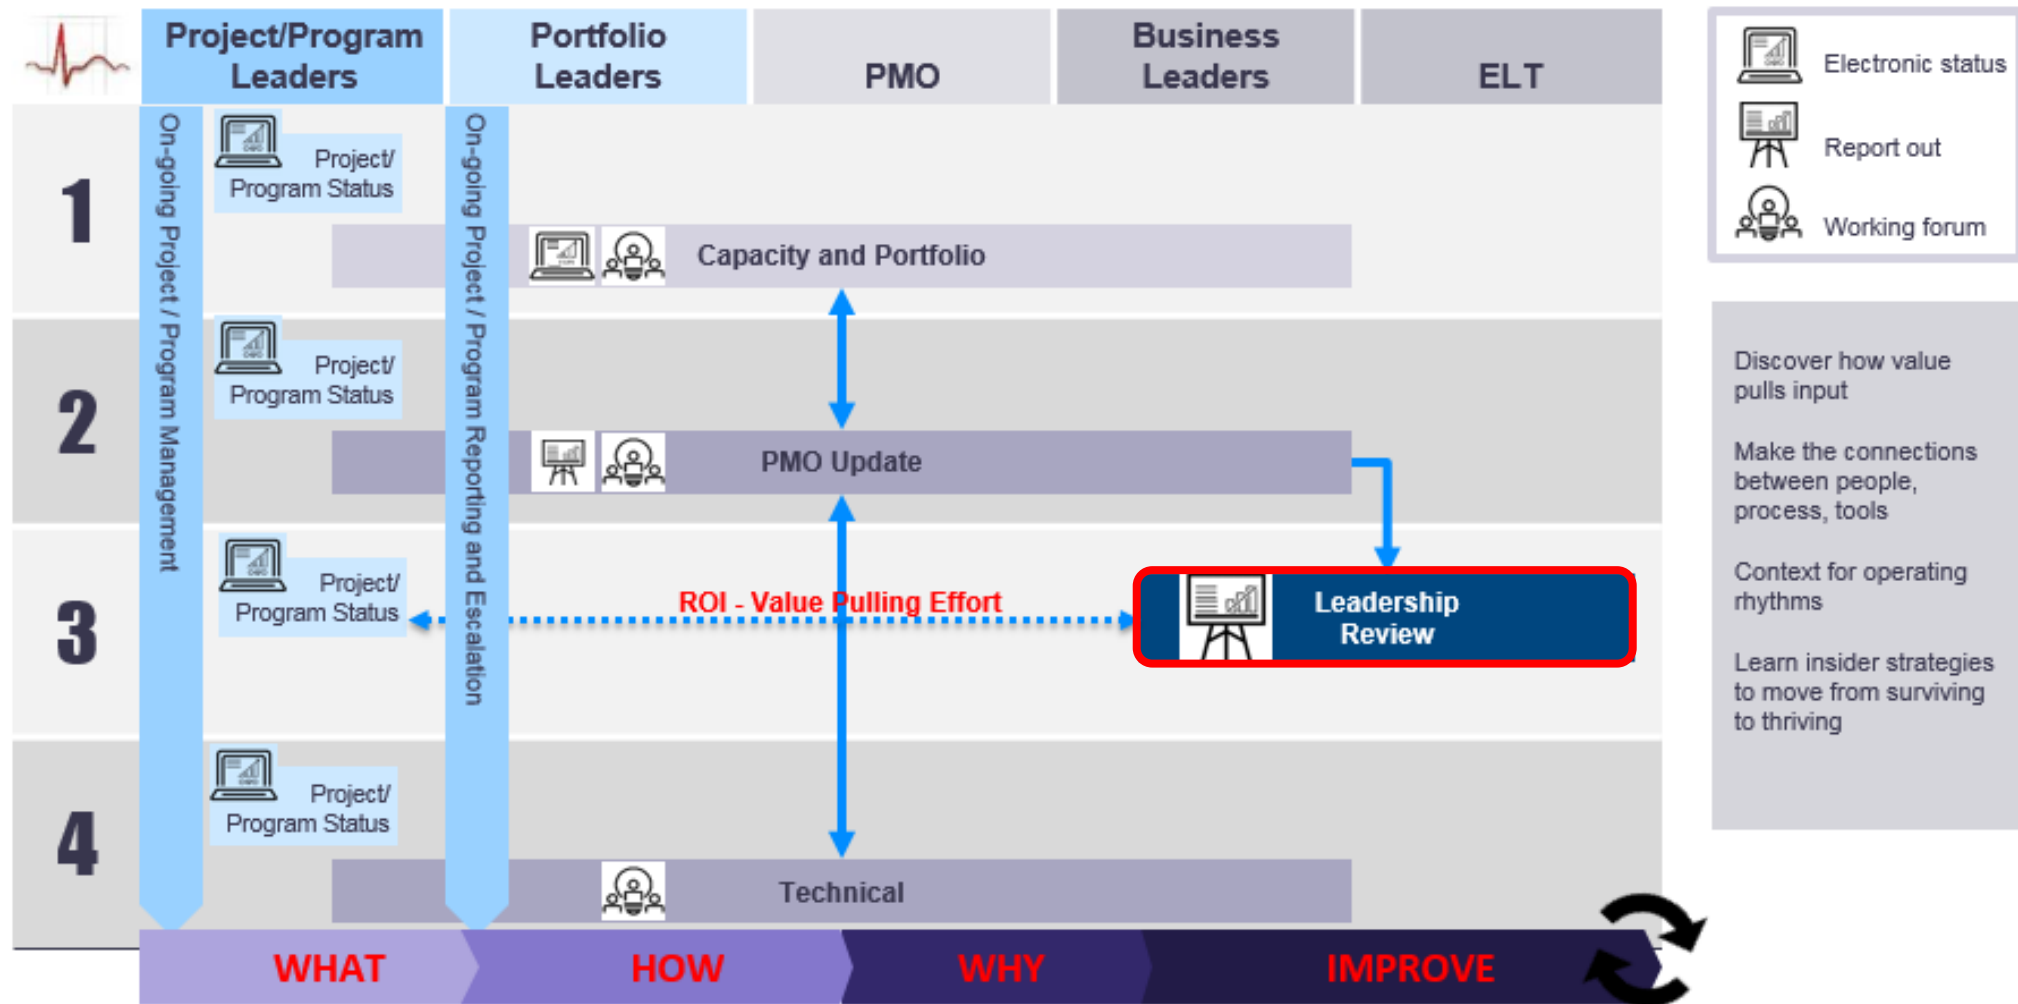 Project/Program
Leaders
Portfolio
Leaders
PMO
Business
Leaders
ELT
Electronic status
Report out
Working forum
On-going Project / Program Management
On-going Project / Program Reporting and Escalation
1
Project/
Program Status
Capacity and Portfolio
2
Project/
Program Status
PMO Update
3
Project/
Program Status
ROI - Value Pulling Effort
Leadership
Review
4
Project/
Program Status
Technical
Discover how value
pulls input
Make the connections
between people,
process, tools
Context for operating
rhythms
Learn insider strategies
to move from surviving
to thriving
WHAT
HOW
WHY
IMPROVE